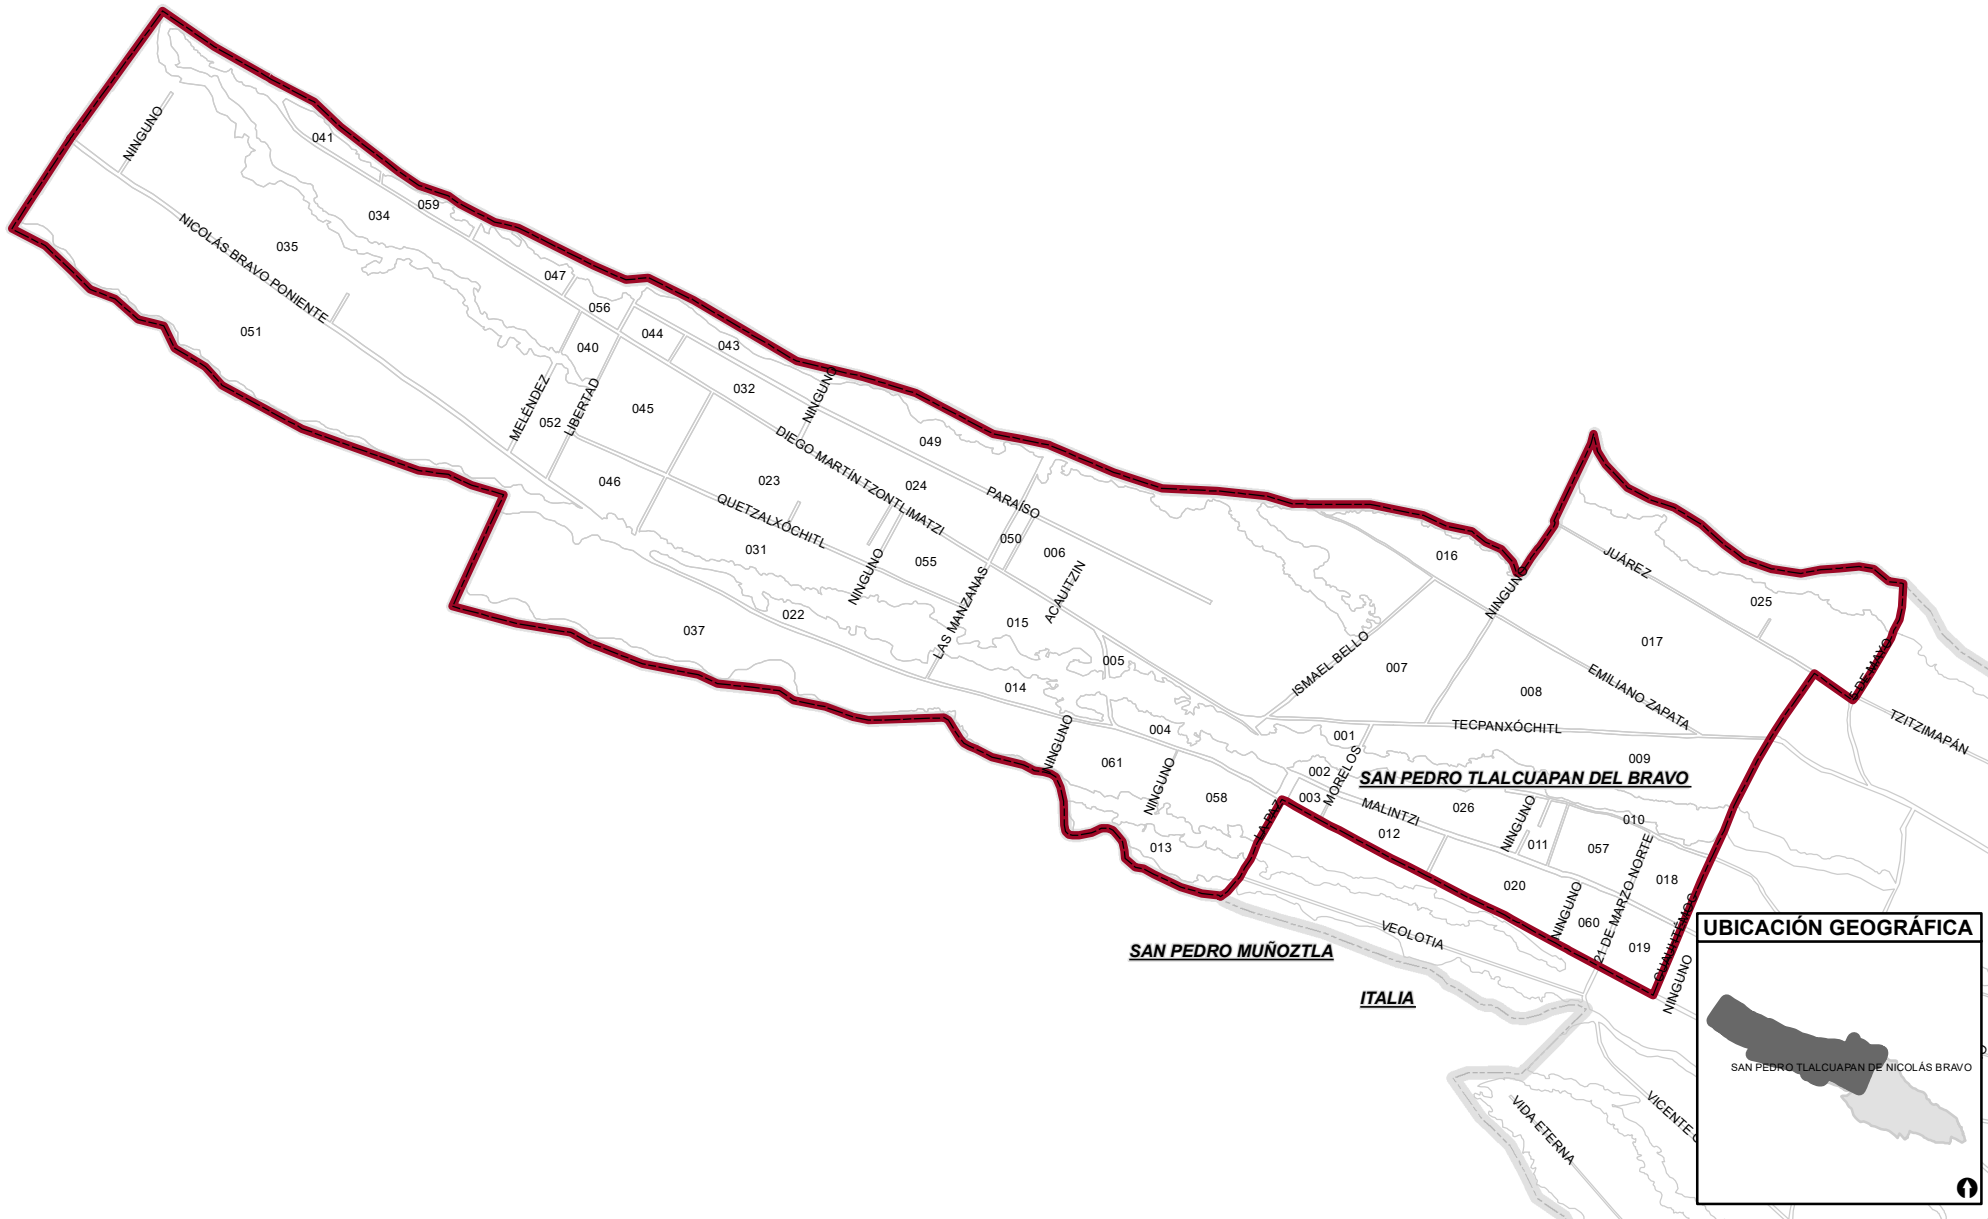 041
NINGUNO
059
034
NICOLÁS BRAVO PONIENTE
035
051
047
056
044
043
040
032
NINGUNO
MELÉNDEZ
LIBERTAD
052
045
049
DIEGO MARTÍN TZONTLIMATZI
046
023
024
PARAÍSO
QUETZALXÓCHITL
031
050
006
055
NINGUNO
LAS MANZANAS
ACAUITZIN
015
022
037
005
014
016
NINGUNO
JUÁREZ
025
017
ISMAEL BELLO
007
008
EMILIANO ZAPATA
TZITZIMAPÁN
TECPANXÓCHITL
004
001
009
NINGUNO
061
NINGUNO
058
002
003
MORELOS
SAN PEDRO TLALCUAPAN DEL BRAVO
LA PAZ
MALINTZI
026
NINGUNO
010
012
011
057
013
018
020
21 DE MARZO NORTE
NINGUNO
060
019
CUAUHTÉMOC
NINGUNO
VEOLOTIA
SAN PEDRO MUÑOZTLA
ITALIA
VIDA ETERNA
VICENTE
UBICACIÓN GEOGRÁFICA
SAN PEDRO TLALCUAPAN DE NICOLÁS BRAVO